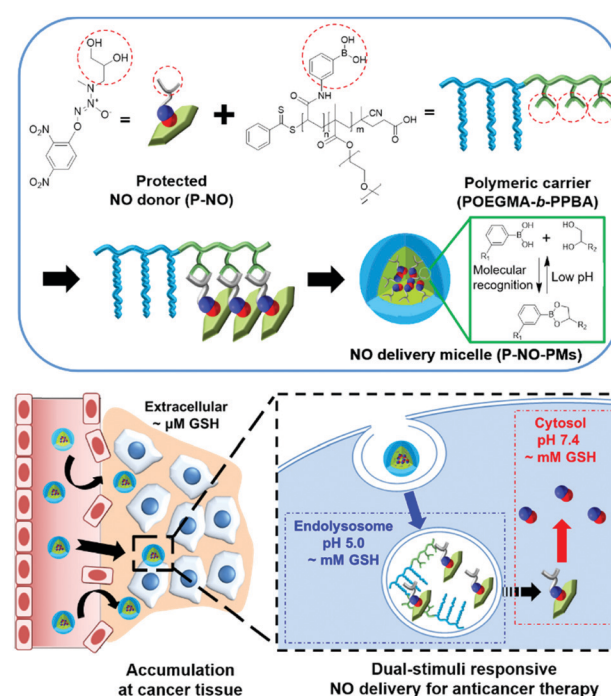 HO
OH
N
N
N⁺
O⁻
O
O₂N
NO₂
=
Protected
NO donor (P-NO)
+
HO
B
OH
NH
O
S
S
n
m
CN
OH
O
O
O
O
=
Polymeric carrier
(POEGMA-b-PPBA)
OH
B
OH
R₁
+
HO
OH
R₂
Molecular
recognition
Low pH
R₁
B
O
O
R₂
NO delivery micelle (P-NO-PMs)
Extracellular
~ μM GSH
Endolysosome
pH 5.0
~ mM GSH
Cytosol
pH 7.4
~ mM GSH
Accumulation
at cancer tissue
Dual-stimuli responsive
NO delivery for anticancer therapy